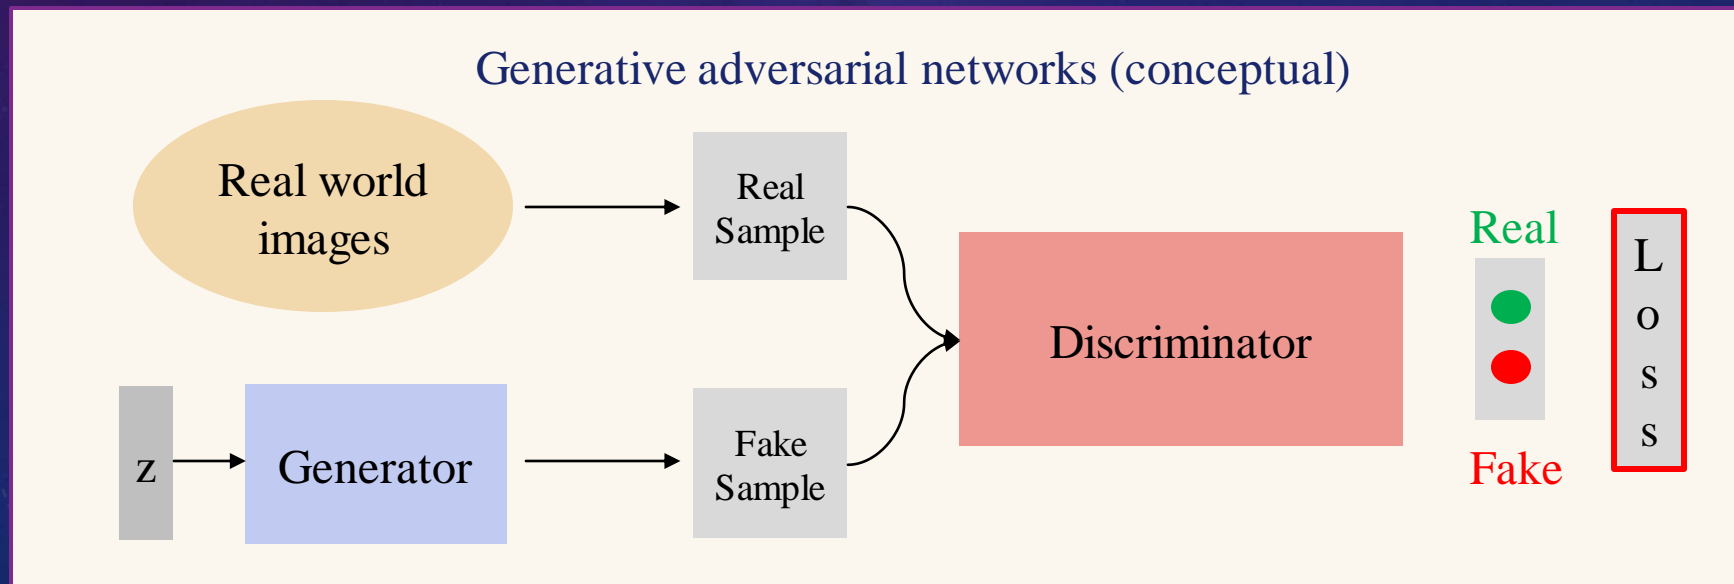 Generative adversarial networks (conceptual)
Real world
images
Real
Sample
Discriminator
Real
Fake
L
o
s
s
z
Generator
Fake
Sample